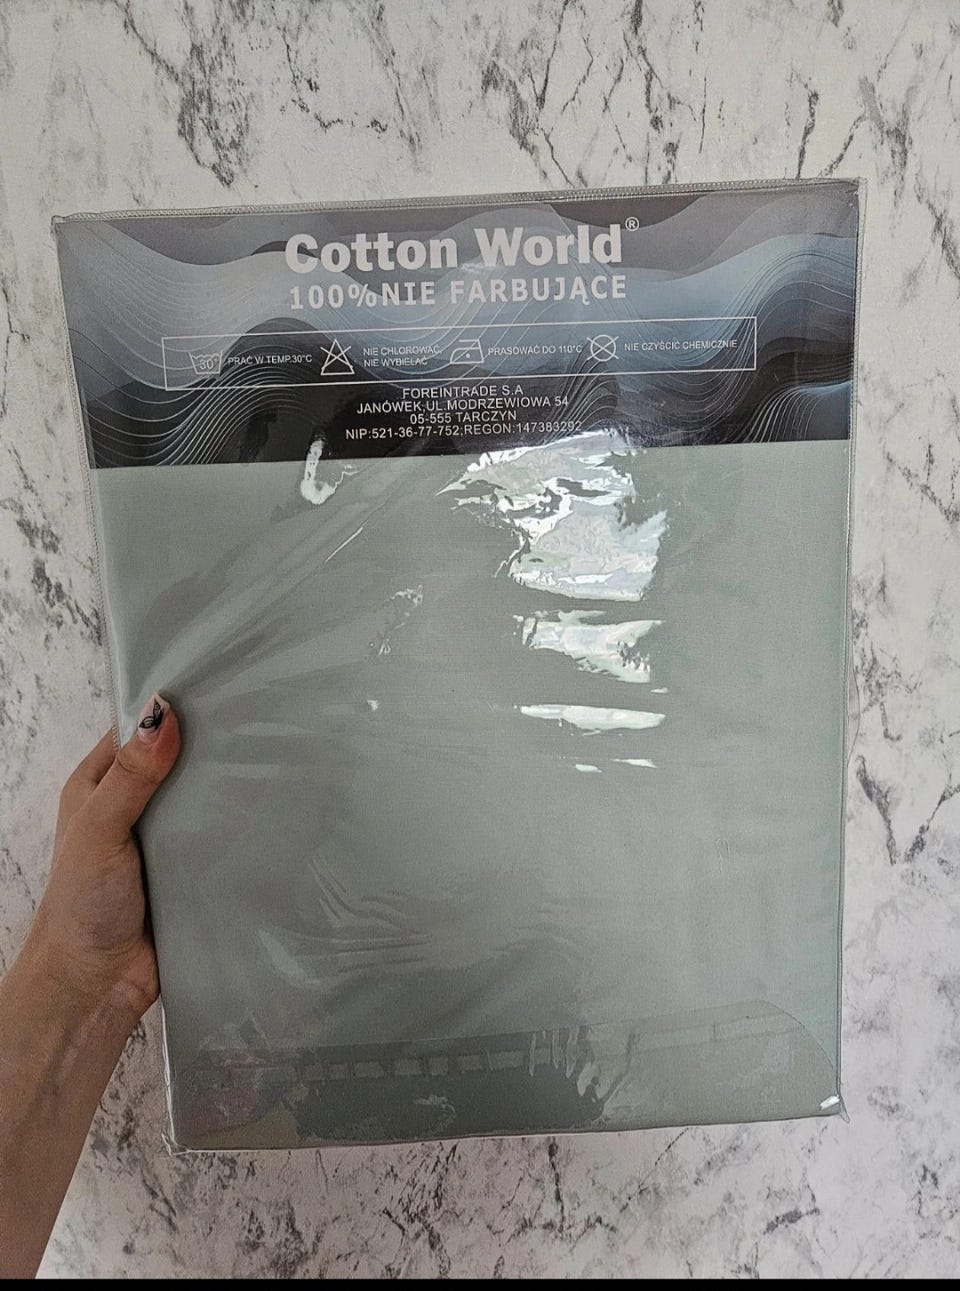 Cotton World®
100%NIE FARBUJĄCE
30° PRAĆ W TEMP.30°C NIE CHLOROWAĆ, NIE WYBIELAĆ PRASOWAĆ DO 110°C NIE CZYŚCIĆ CHEMICZNIE
FOREINTRADE S.A
JANÓWEK,UL.MODRZEWIOWA 54
05-555 TARCZYN
NIP:521-36-77-752;REGON:147383292